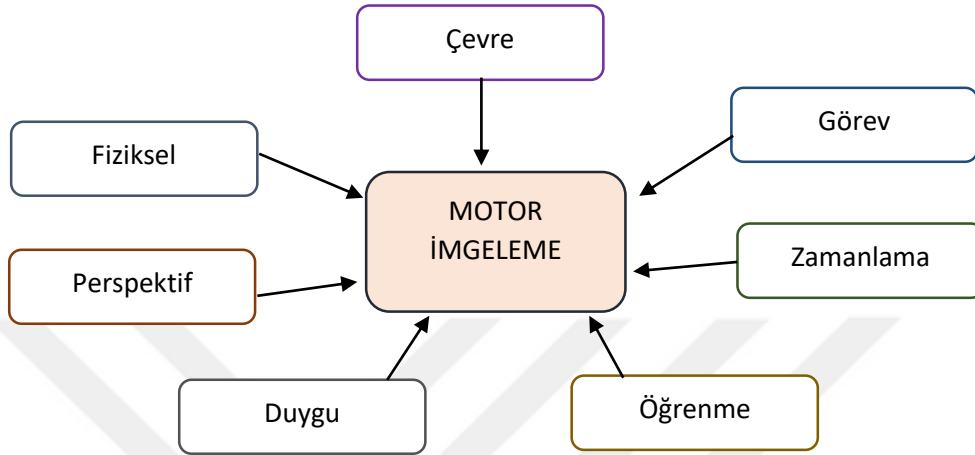 Çevre
Görev
Fiziksel
MOTOR
İMGELEME
Zamanlama
Perspektif
Duygu
Öğrenme